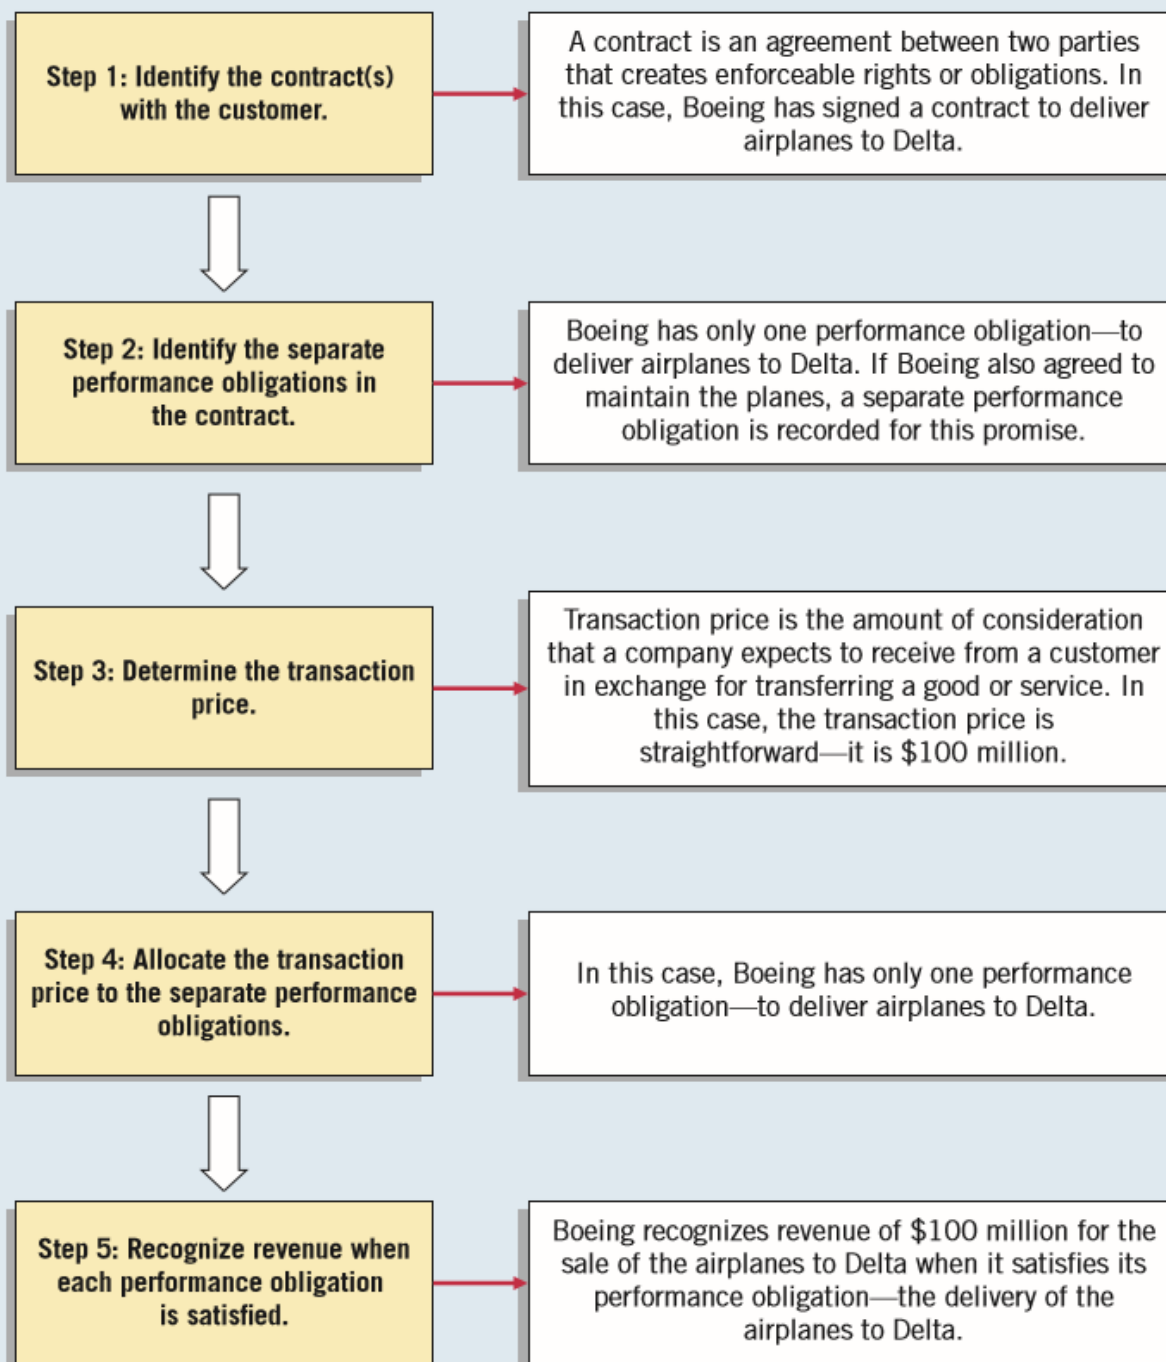 Step 1: Identify the contract(s)
with the customer.
A contract is an agreement between two parties
that creates enforceable rights or obligations. In
this case, Boeing has signed a contract to deliver
airplanes to Delta.
Step 2: Identify the separate
performance obligations in
the contract.
Boeing has only one performance obligation—to
deliver airplanes to Delta. If Boeing also agreed to
maintain the planes, a separate performance
obligation is recorded for this promise.
Step 3: Determine the transaction
price.
Transaction price is the amount of consideration
that a company expects to receive from a customer
in exchange for transferring a good or service. In
this case, the transaction price is
straightforward—it is $100 million.
Step 4: Allocate the transaction
price to the separate performance
obligations.
In this case, Boeing has only one performance
obligation—to deliver airplanes to Delta.
Step 5: Recognize revenue when
each performance obligation
is satisfied.
Boeing recognizes revenue of $100 million for the
sale of the airplanes to Delta when it satisfies its
performance obligation—the delivery of the
airplanes to Delta.